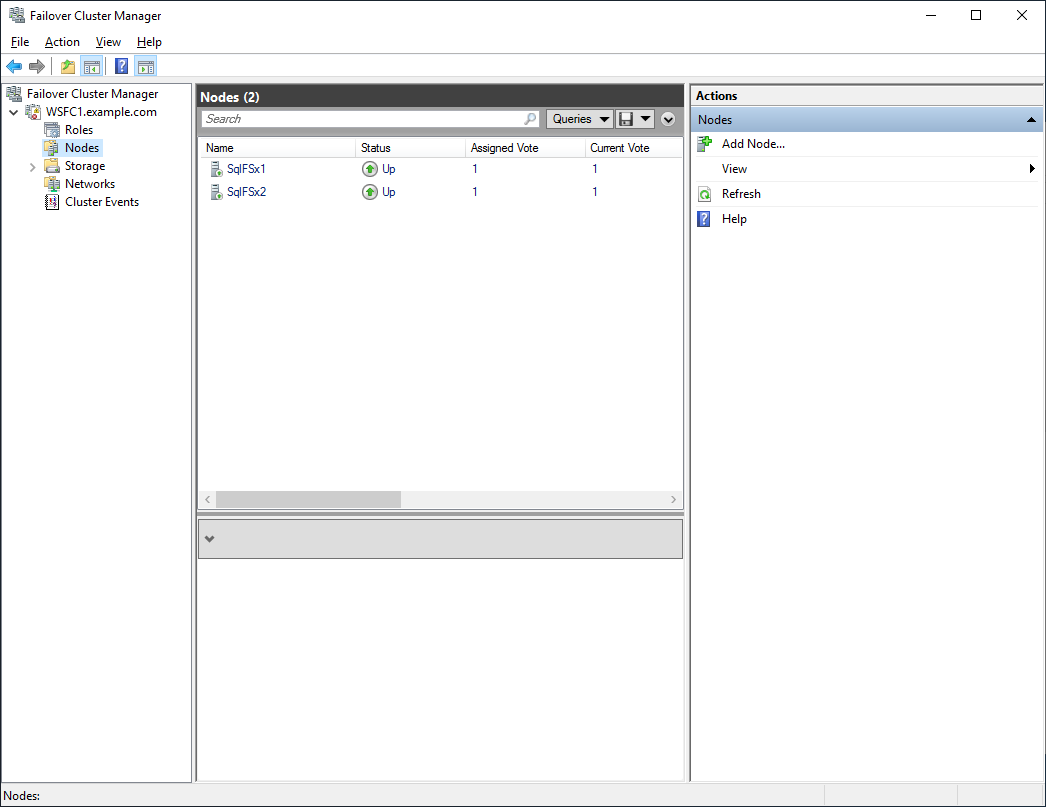 Failover Cluster Manager
File Action View Help
Failover Cluster Manager
WSFC1.example.com
Roles
Nodes
Storage
Networks
Cluster Events
Nodes (2)
Search
Queries
Name Status Assigned Vote Current Vote
SqlFSx1 Up 1 1
SqlFSx2 Up 1 1
Actions
Nodes
Add Node...
View
Refresh
Help
Nodes: